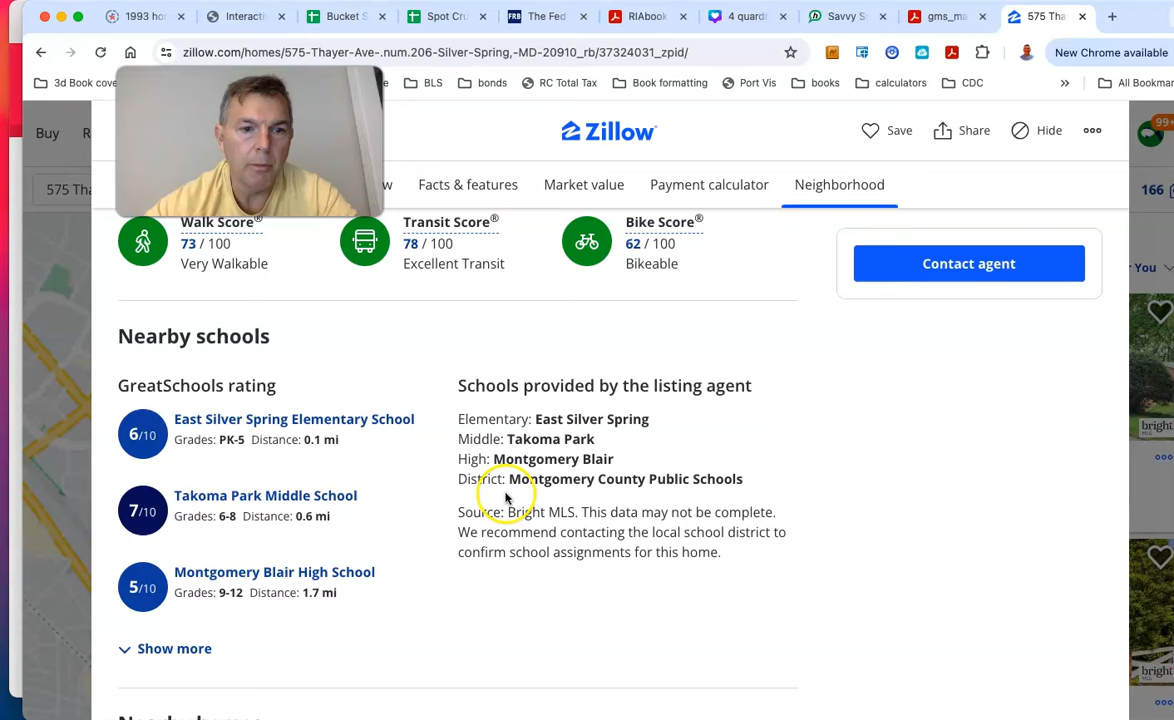 1993 ho
Interacti
Bucket S
Spot Cru
The Fed
RIAbook
4 quardi
Savvy S
gms_ma
575 Tha
zillow.com/homes/575-Thayer-Ave-.num.206-Silver-Spring,-MD-20910_rb/37324031_zpid/
New Chrome available
3d Book cove
BLS
bonds
RC Total Tax
Book formatting
Port Vis
books
calculators
CDC
»
All Bookmar
Buy
R
Zillow
Save
Share
Hide
99+
575 Tha
w
Facts & features
Market value
Payment calculator
Neighborhood
166
Walk Score®
73 / 100
Very Walkable
Transit Score®
78 / 100
Excellent Transit
Bike Score®
62 / 100
Bikeable
Contact agent
You
Nearby schools
GreatSchools rating
6/10
East Silver Spring Elementary School
Grades: PK-5 Distance: 0.1 mi
7/10
Takoma Park Middle School
Grades: 6-8 Distance: 0.6 mi
5/10
Montgomery Blair High School
Grades: 9-12 Distance: 1.7 mi
Show more
Schools provided by the listing agent
Elementary: East Silver Spring
Middle: Takoma Park
High: Montgomery Blair
District: Montgomery County Public Schools
Source: Bright MLS. This data may not be complete.
We recommend contacting the local school district to
confirm school assignments for this home.
bright
bright